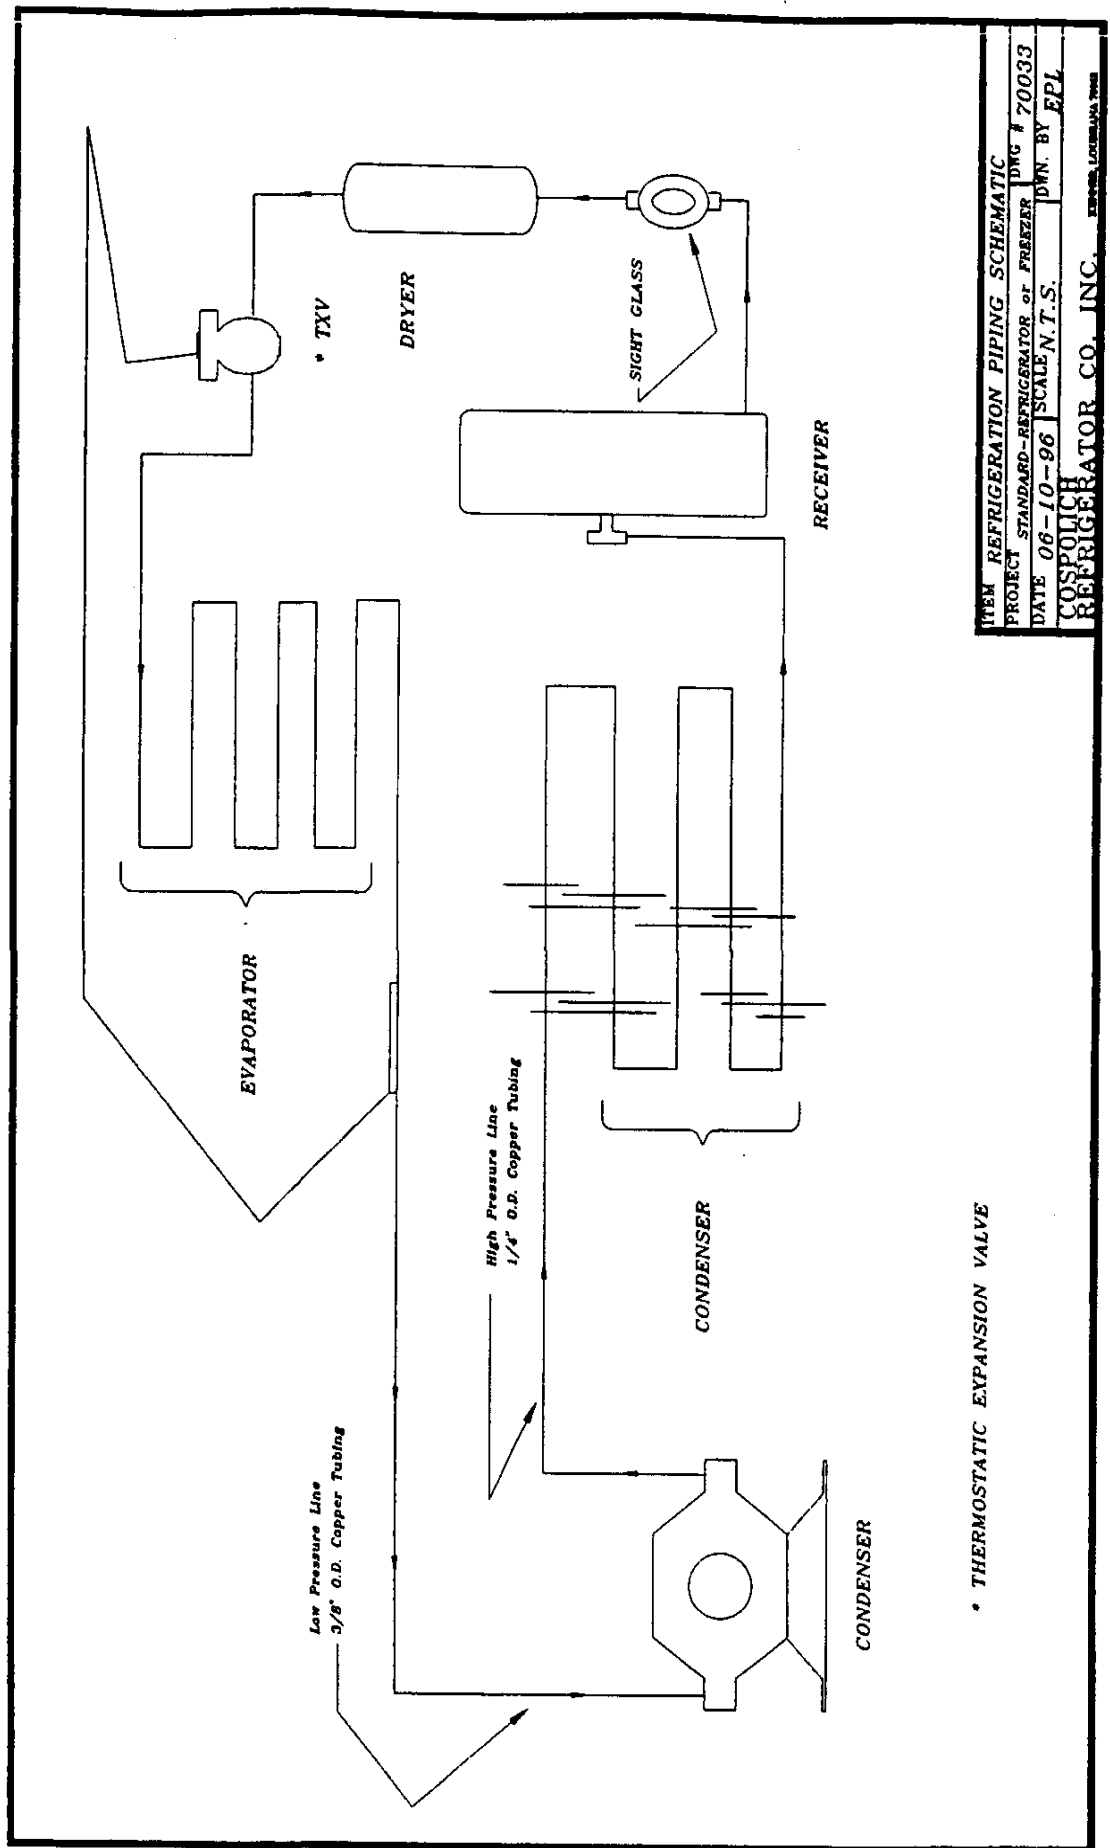 EVAPORATOR
* TXV
DRYER
SIGHT GLASS
RECEIVER
Low Pressure Line
3/8" O.D. Copper Tubing
High Pressure Line
1/4" O.D. Copper Tubing
CONDENSER
CONDENSER
* THERMOSTATIC EXPANSION VALVE
ITEM REFRIGERATION PIPING SCHEMATIC
PROJECT STANDARD-REFRIGERATOR or FREEZER DWG # 70033
DATE 06-10-96 SCALE N.T.S. DWN. BY EPL
COSPOLICH
REFRIGERATOR CO, INC. KENNER, LOUISIANA